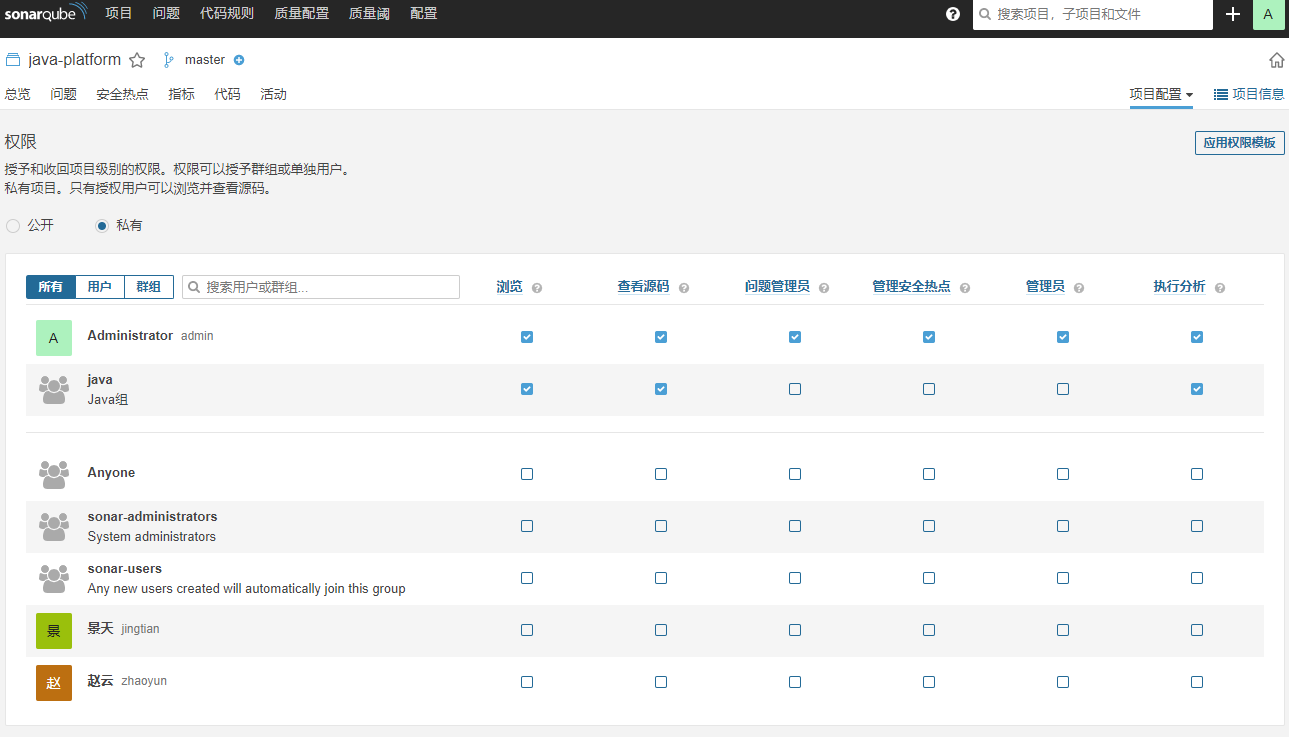 sonarqube 项目 问题 代码规则 质量配置 质量阈 配置 ? 搜索项目，子项目和文件 A
java-platform master
总览 问题 安全热点 指标 代码 活动 项目配置 项目信息
权限 应用权限模板
授予和收回项目级别的权限。权限可以授予群组或单独用户。
私有项目。只有授权用户可以浏览并查看源码。
公开 私有
所有 用户 群组 搜索用户或群组... 浏览 ? 查看源码 ? 问题管理员 ? 管理安全热点 ? 管理员 ? 执行分析 ?
A Administrator admin
java
Java组
Anyone
sonar-administrators
System administrators
sonar-users
Any new users created will automatically join this group
景 景天 jingtian
赵 赵云 zhaoyun